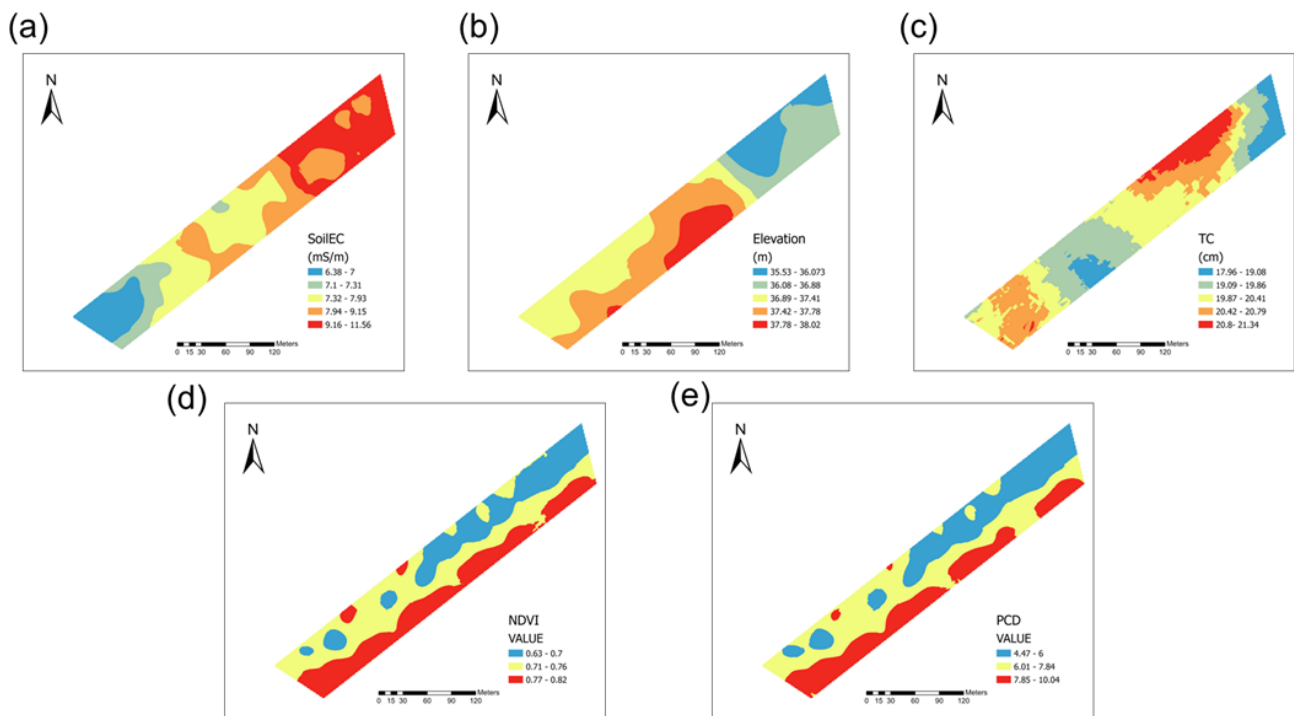 (a)
N
SoilEC
(mS/m)
6.38 - 7
7.1 - 7.31
7.32 - 7.93
7.94 - 9.15
9.16 - 11.56
Meters
0 15 30 60 90 120
(b)
N
Elevation
(m)
35.53 - 36.073
36.08 - 36.88
36.89 - 37.41
37.42 - 37.78
37.78 - 38.02
Meters
0 15 30 60 90 120
(c)
N
TC
(cm)
17.96 - 19.08
19.09 - 19.86
19.87 - 20.41
20.42 - 20.79
20.8- 21.34
Meters
0 15 30 60 90 120
(d)
N
NDVI
VALUE
0.63 - 0.7
0.71 - 0.76
0.77 - 0.82
Meters
0 15 30 60 90 120
(e)
N
PCD
VALUE
4.47 - 6
6.01 - 7.84
7.85 - 10.04
Meters
0 15 30 60 90 120